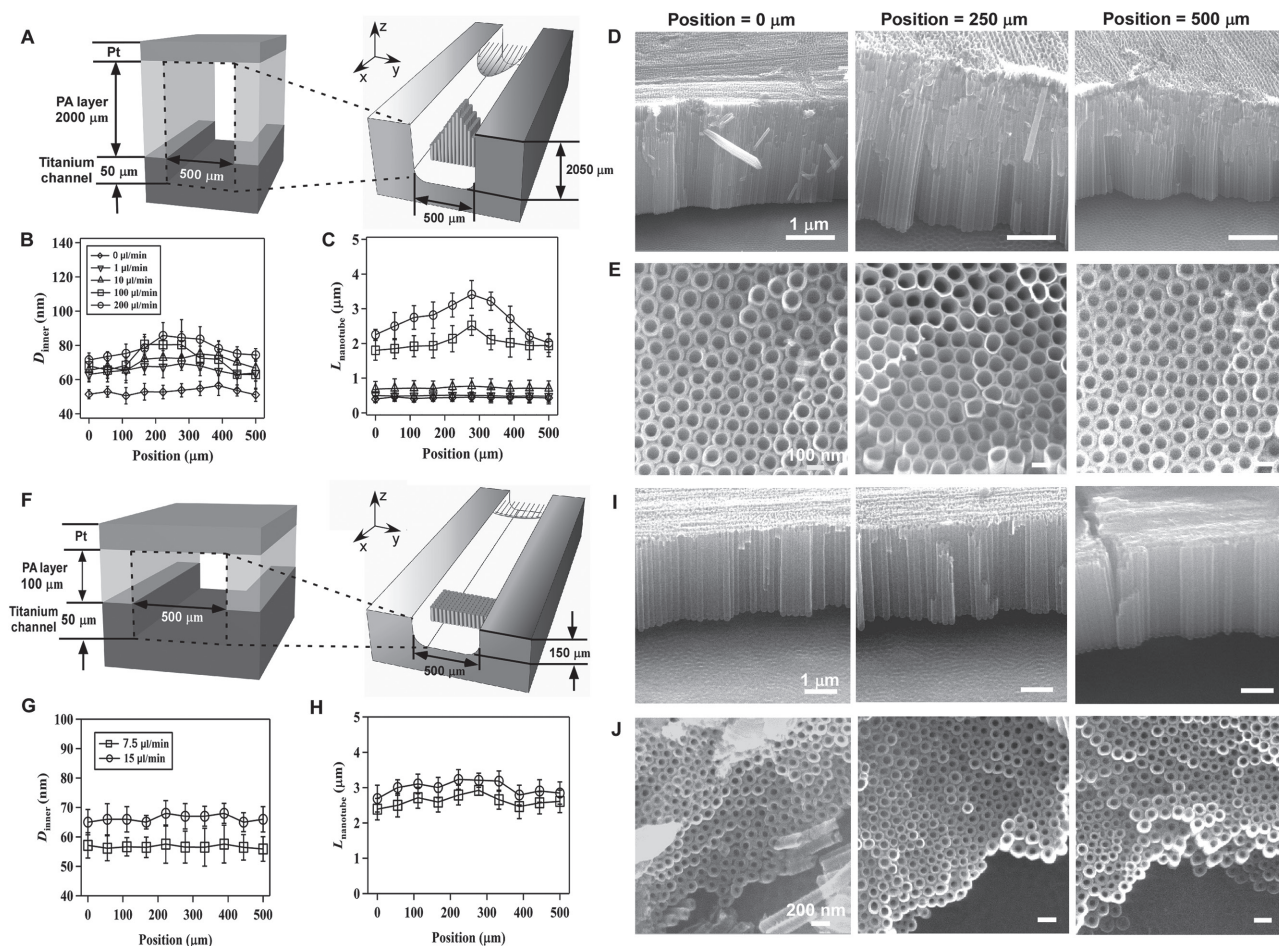 Position = 0 μm
Position = 250 μm
Position = 500 μm
A
Pt
PA layer
2000 μm
Titanium
channel
50 μm
500 μm
z
x
y
2050 μm
500 μm
D
1 μm
B
140
120
100
80
60
40
D inner (nm)
0 μl/min
1 μl/min
10 μl/min
100 μl/min
200 μl/min
0
100
200
300
400
500
Position (μm)
C
5
4
3
2
1
0
L nanotube (μm)
0
100
200
300
400
500
Position (μm)
E
100 nm
F
Pt
PA layer
100 μm
Titanium
channel
50 μm
500 μm
z
x
y
150 μm
500 μm
I
1 μm
G
100
90
80
70
60
50
40
D inner (nm)
7.5 μl/min
15 μl/min
0
100
200
300
400
500
Position (μm)
H
5
4
3
2
1
0
L nanotube (μm)
0
100
200
300
400
500
Position (μm)
J
200 nm